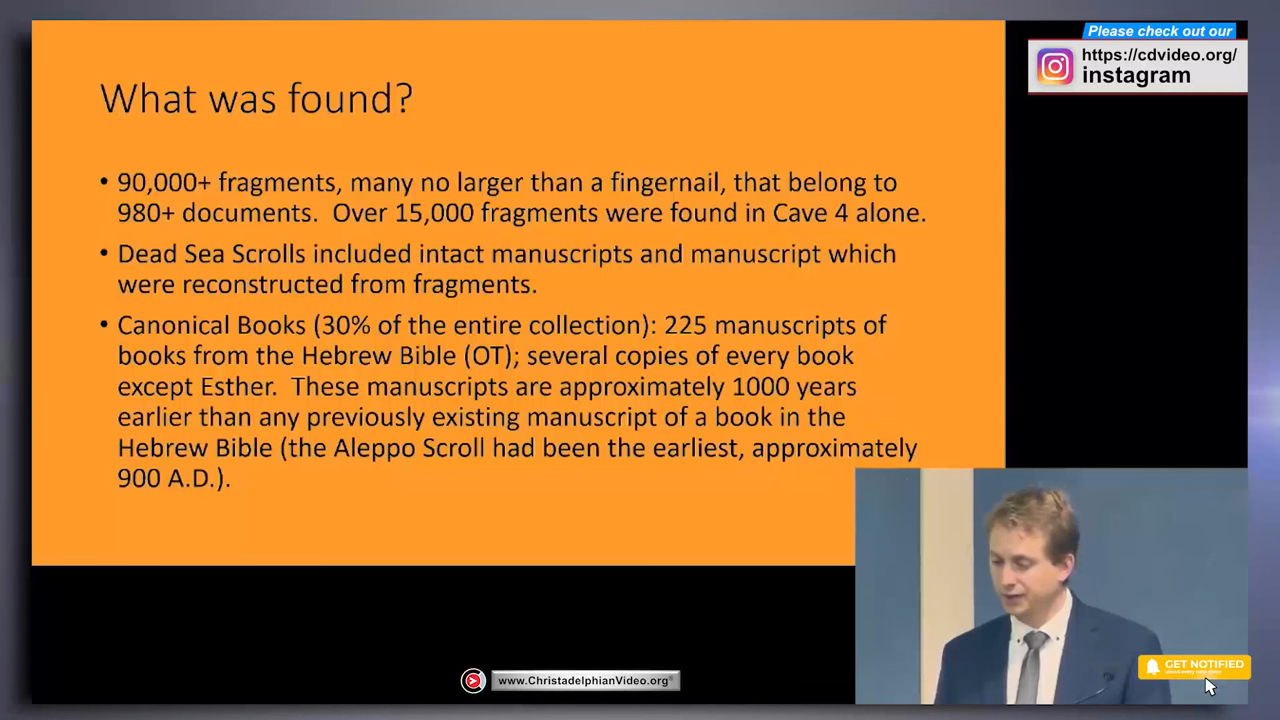 Please check out our
https://cdvideo.org/
instagram
What was found?
• 90,000+ fragments, many no larger than a fingernail, that belong to
980+ documents.  Over 15,000 fragments were found in Cave 4 alone.
• Dead Sea Scrolls included intact manuscripts and manuscript which
were reconstructed from fragments.
• Canonical Books (30% of the entire collection): 225 manuscripts of
books from the Hebrew Bible (OT); several copies of every book
except Esther.  These manuscripts are approximately 1000 years
earlier than any previously existing manuscript of a book in the
Hebrew Bible (the Aleppo Scroll had been the earliest, approximately
900 A.D.).
www.ChristadelphianVideo.org®
GET NOTIFIED
about every new video